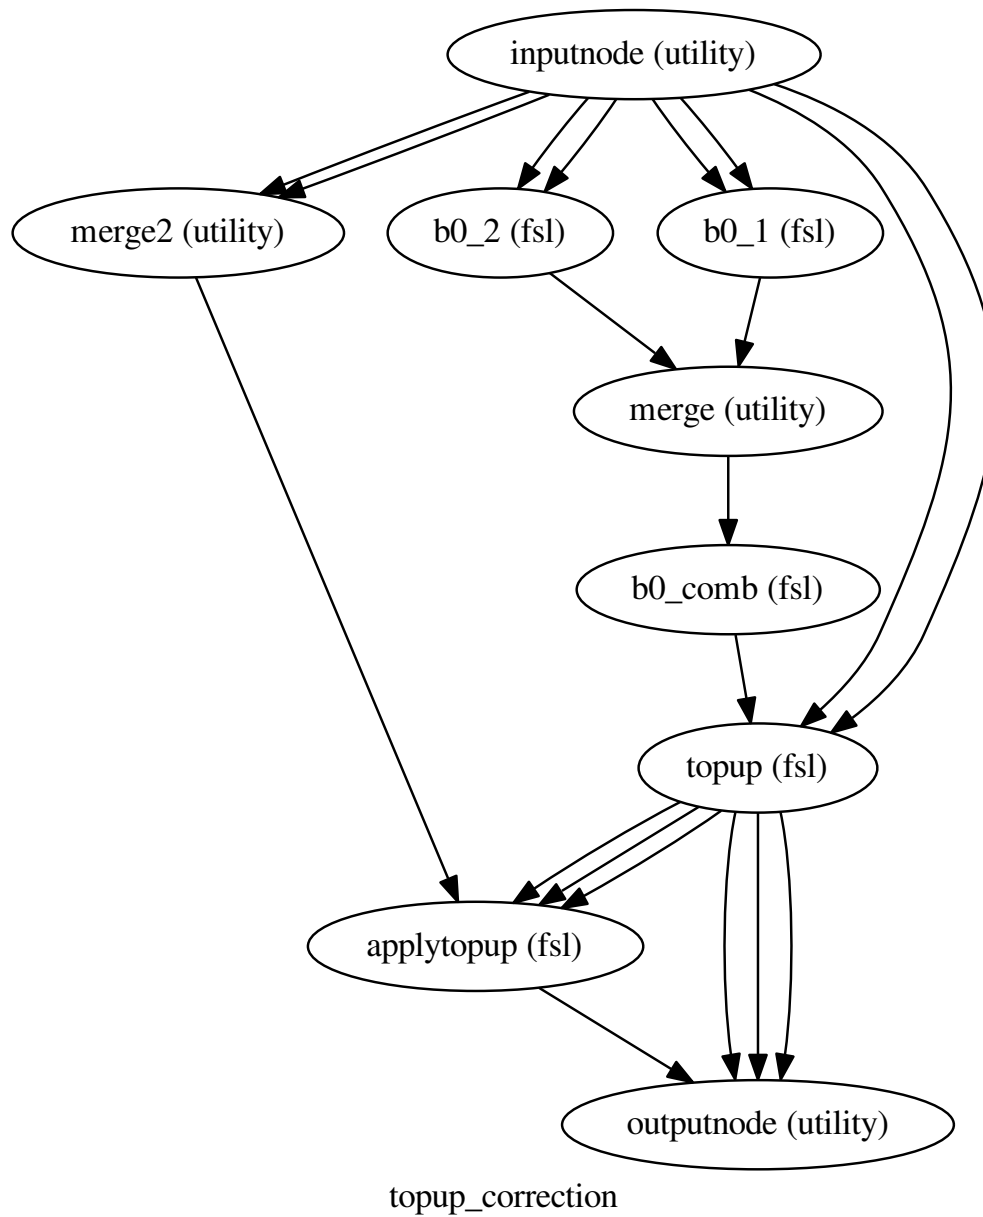 inputnode (utility)
merge2 (utility)
b0_2 (fsl)
b0_1 (fsl)
merge (utility)
b0_comb (fsl)
topup (fsl)
applytopup (fsl)
outputnode (utility)
topup_correction